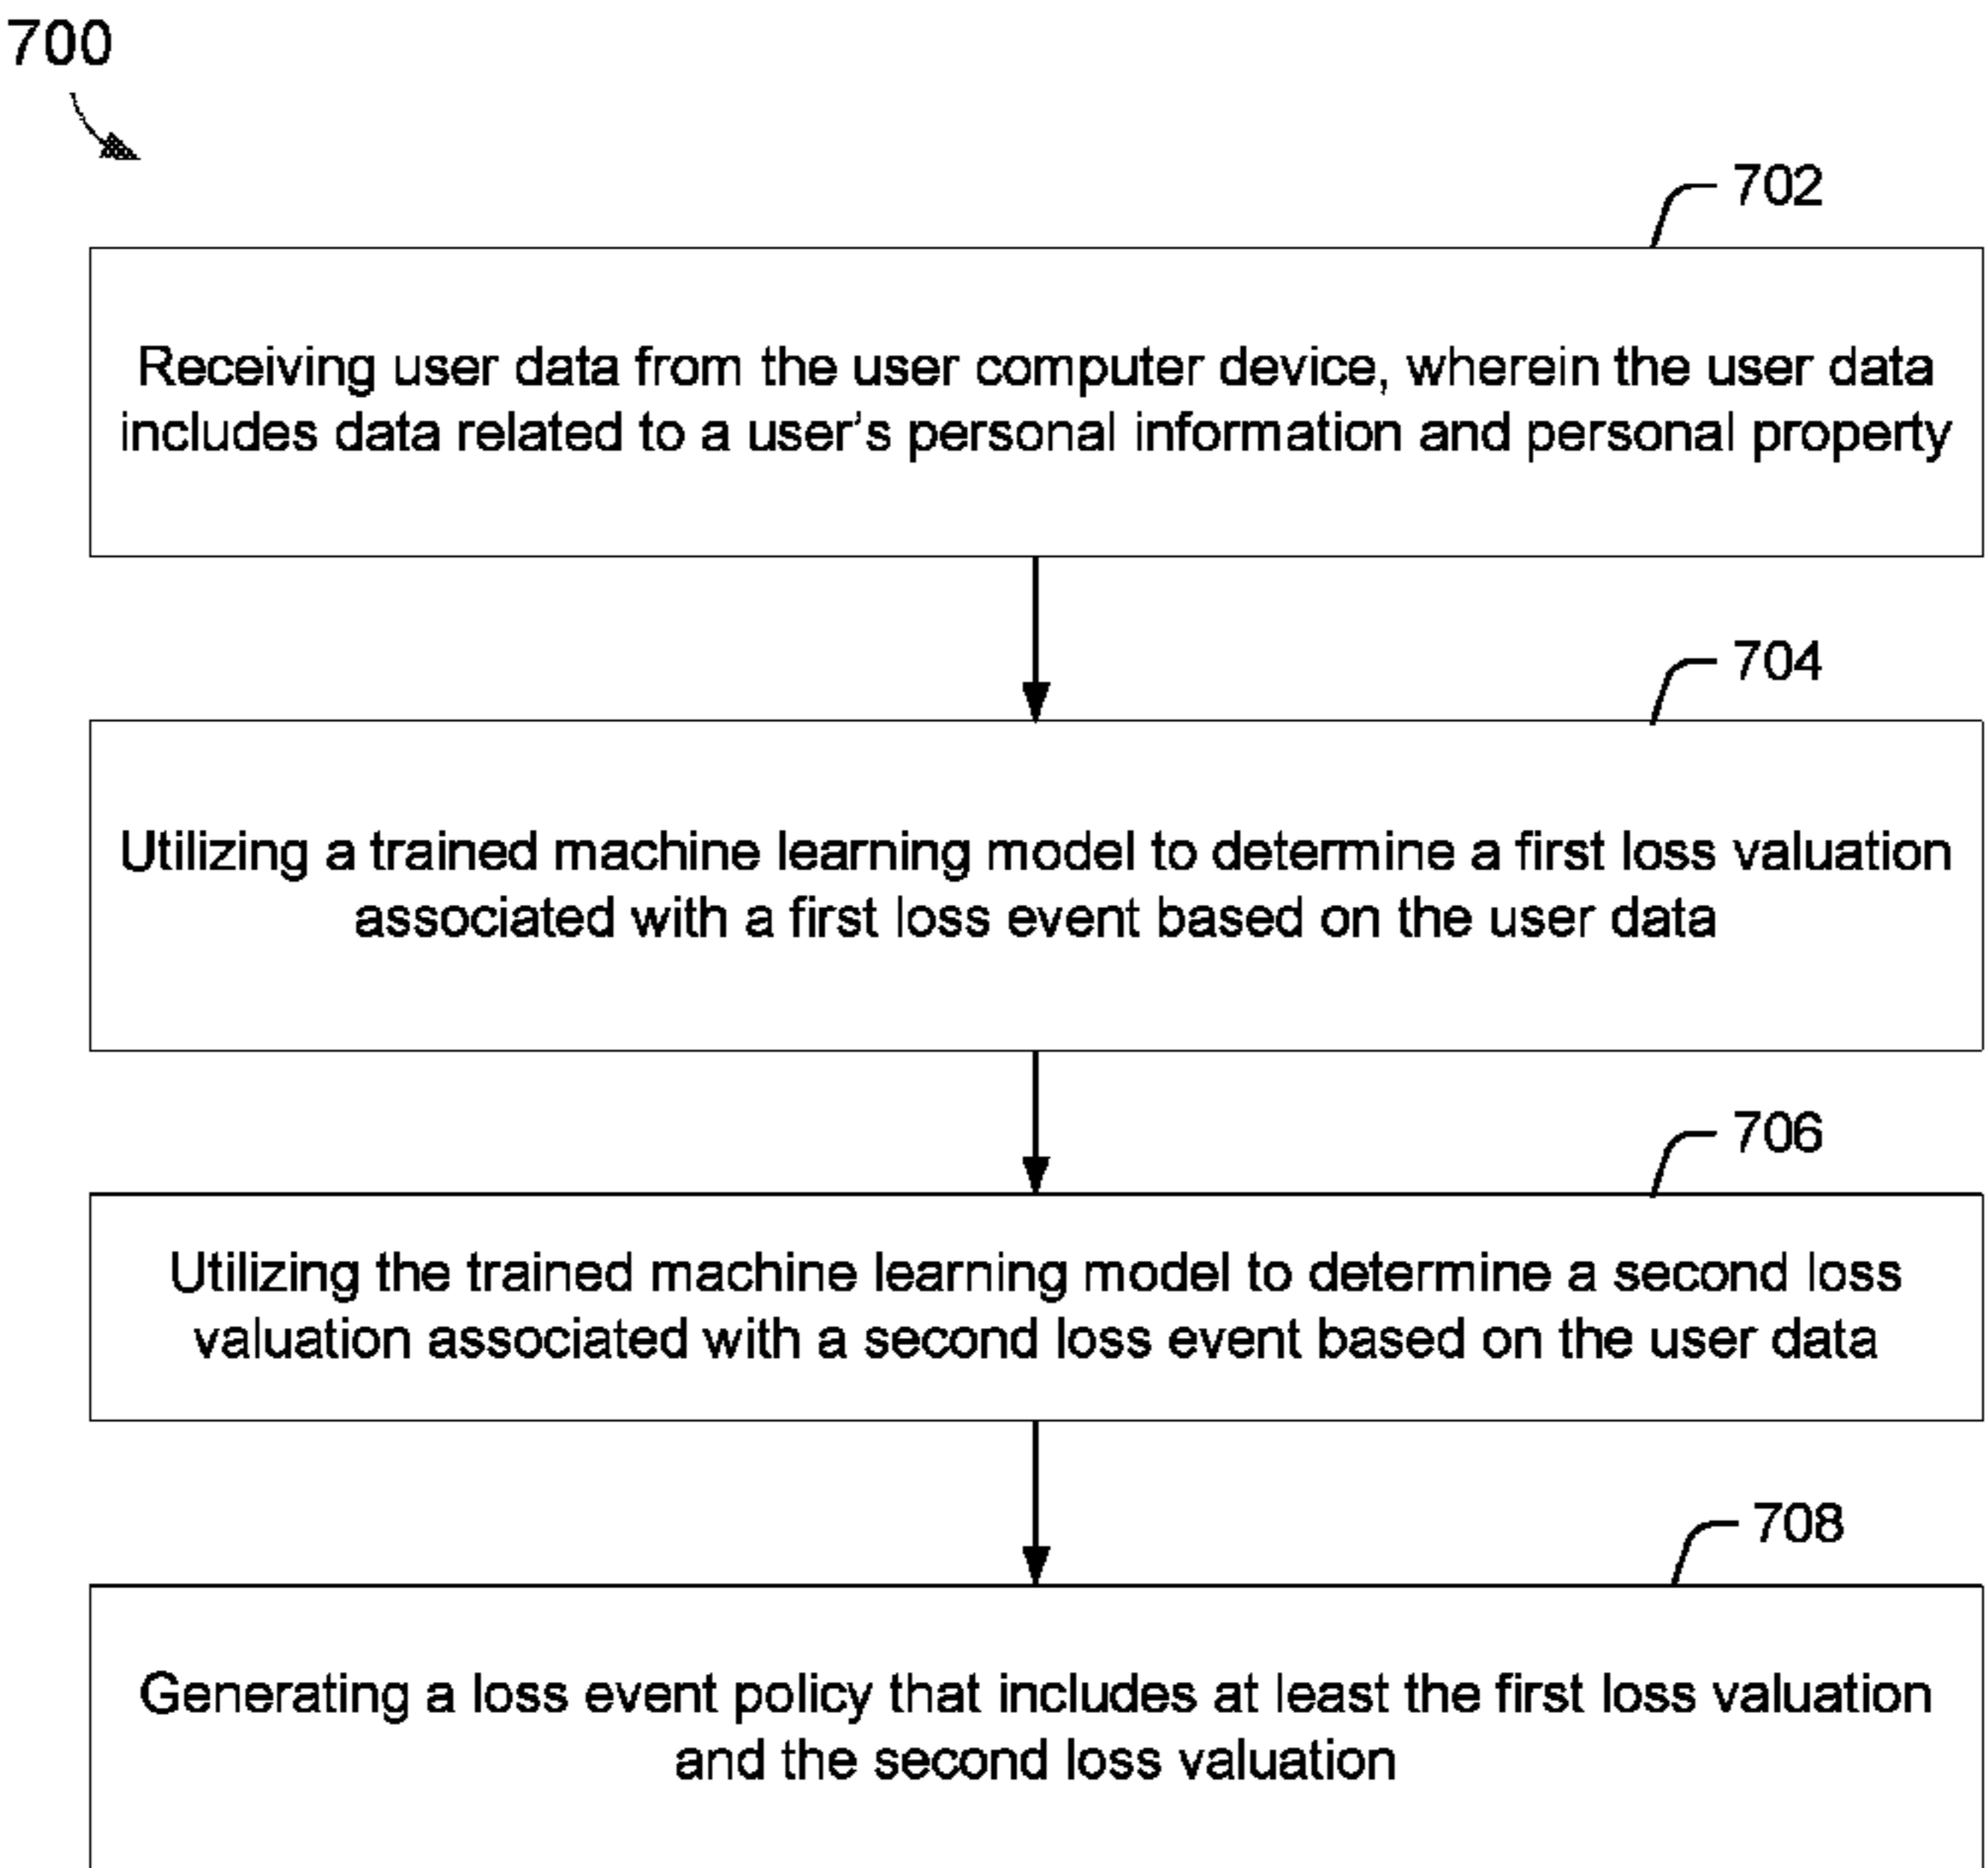 700
702
Receiving user data from the user computer device, wherein the user data
includes data related to a user's personal information and personal property
704
Utilizing a trained machine learning model to determine a first loss valuation
associated with a first loss event based on the user data
706
Utilizing the trained machine learning model to determine a second loss
valuation associated with a second loss event based on the user data
708
Generating a loss event policy that includes at least the first loss valuation
and the second loss valuation